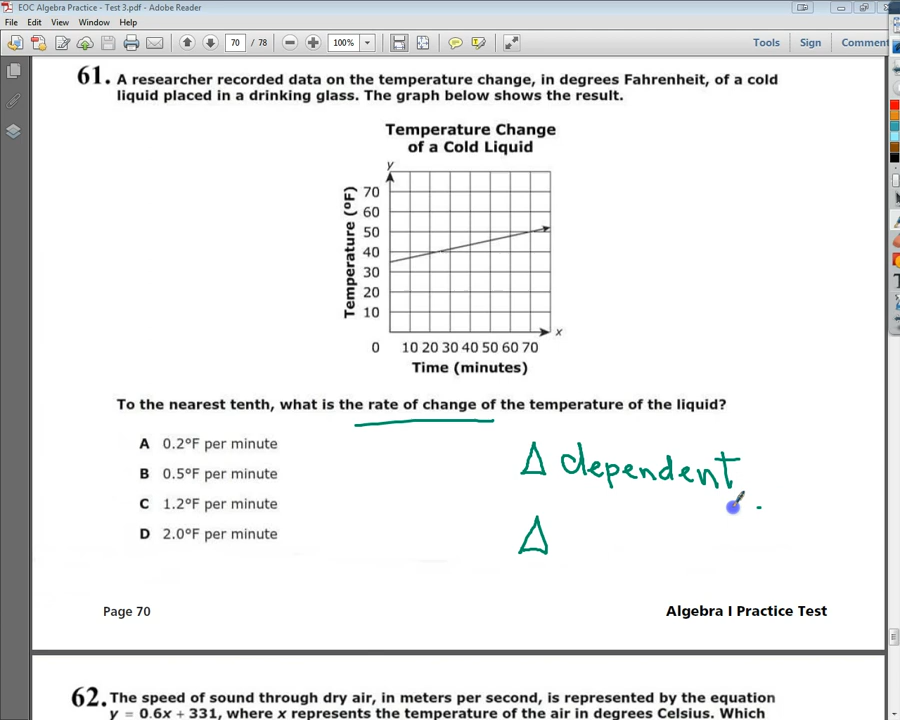 EOC Algebra Practice - Test 3.pdf - Adobe Reader
File Edit View Window Help
70 / 78 100% Tools Sign Comment
61. A researcher recorded data on the temperature change, in degrees Fahrenheit, of a cold
liquid placed in a drinking glass. The graph below shows the result.
Temperature Change
of a Cold Liquid
y
Temperature (ºF)
70
60
50
40
30
20
10
x
0 10 20 30 40 50 60 70
Time (minutes)
To the nearest tenth, what is the rate of change of the temperature of the liquid?
A 0.2°F per minute
B 0.5°F per minute
C 1.2°F per minute
D 2.0°F per minute
Δ dependent
Δ
Page 70 Algebra I Practice Test
62. The speed of sound through dry air, in meters per second, is represented by the equation
y = 0.6x + 331, where x represents the temperature of the air in degrees Celsius. Which